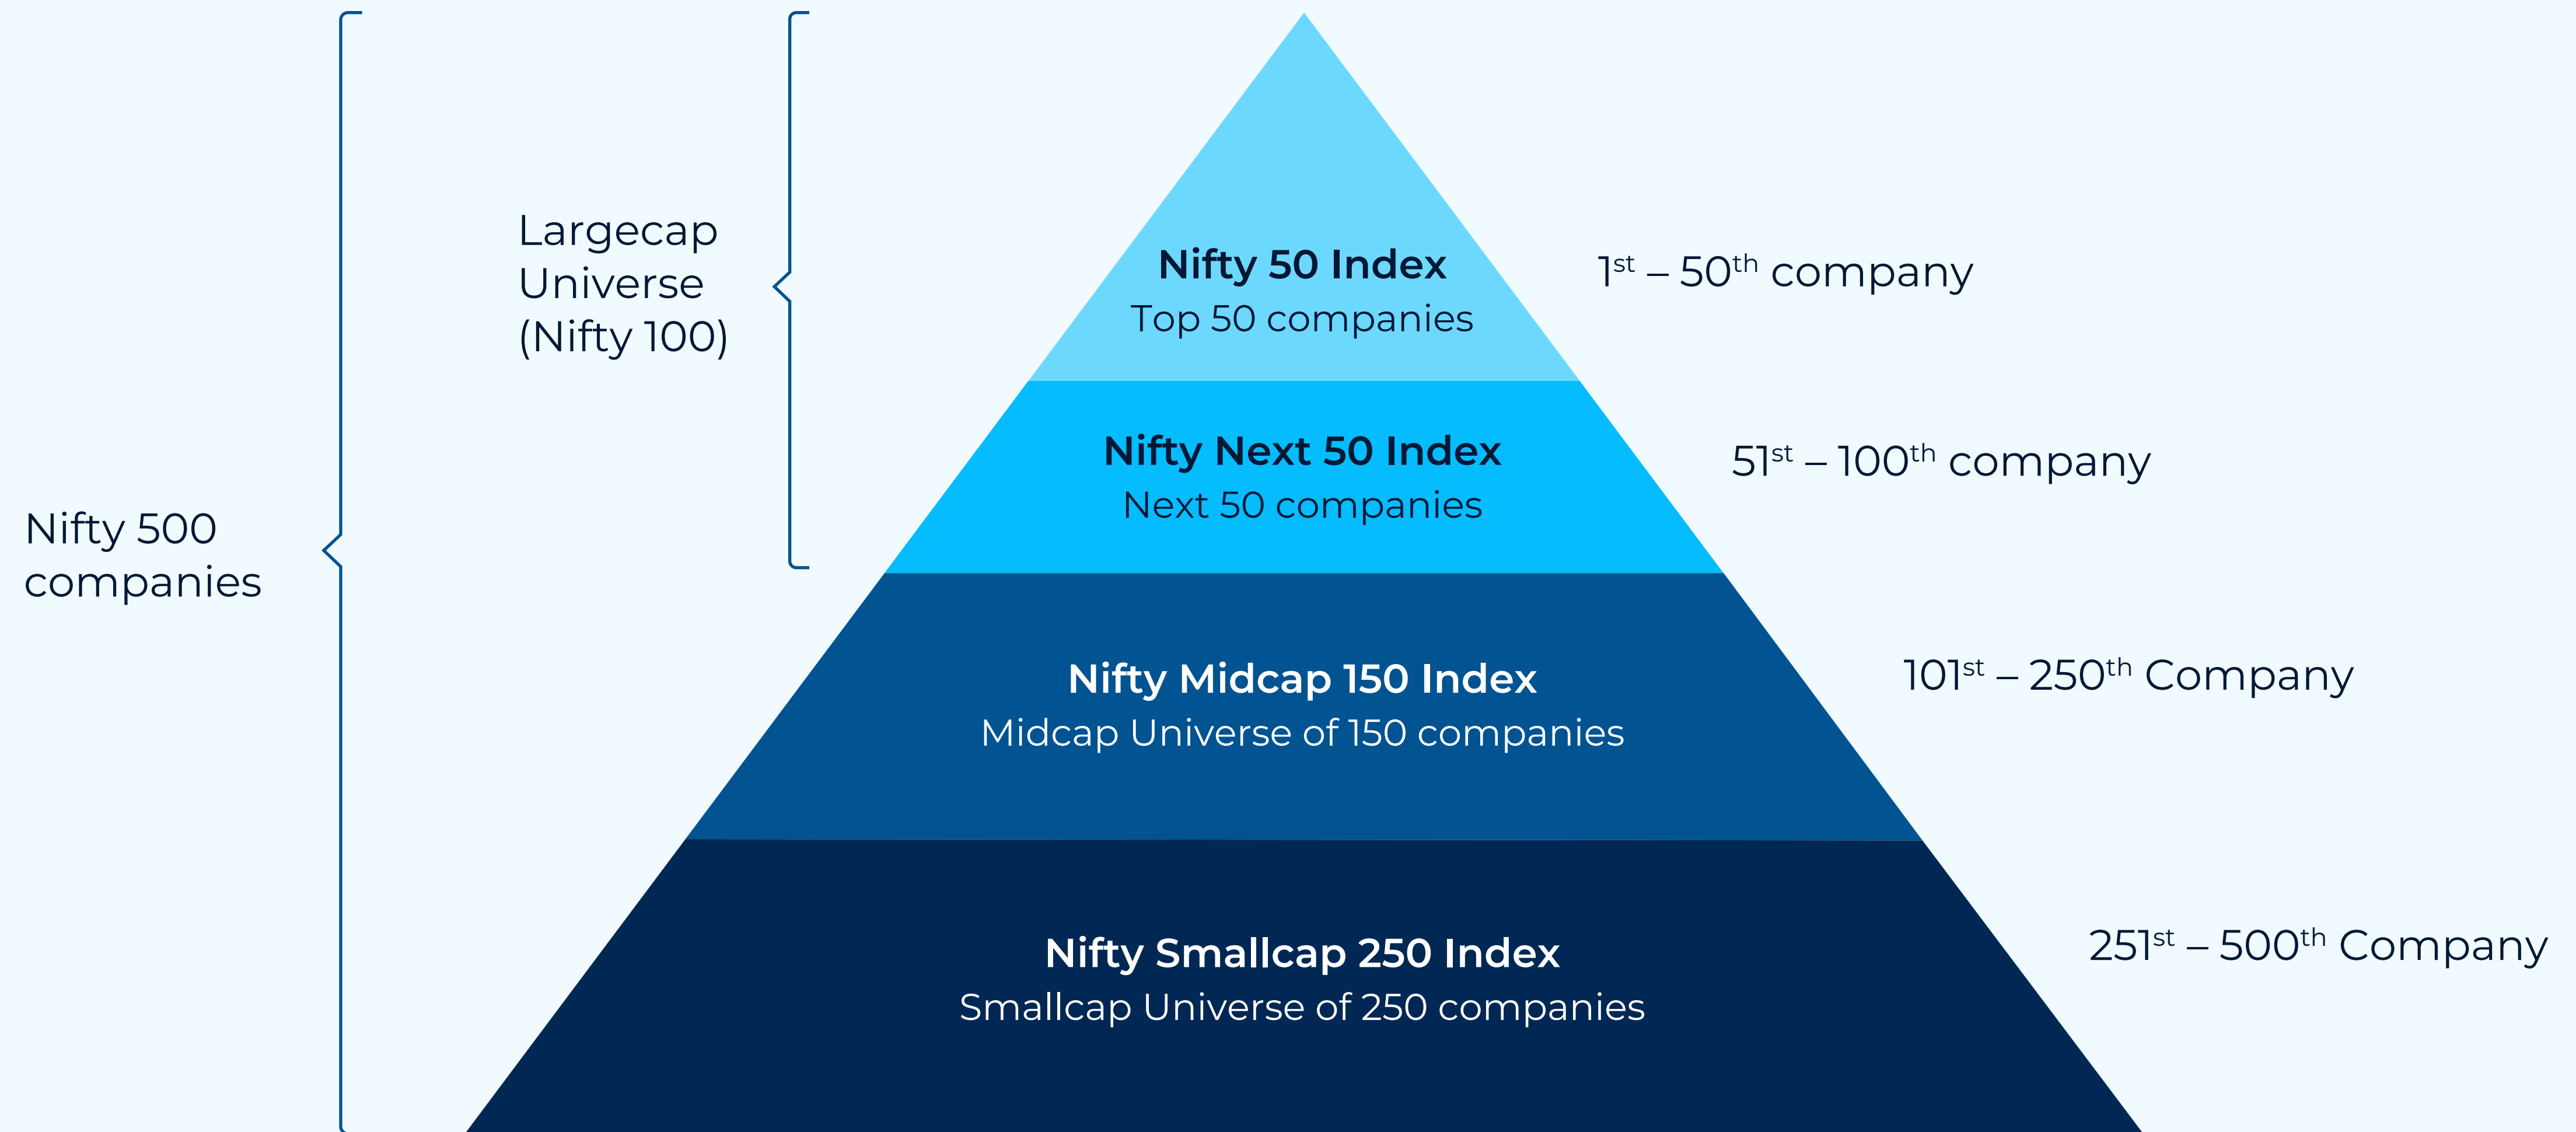 Largecap
Universe
(Nifty 100)
Nifty 500
companies
Nifty 50 Index
Top 50 companies
1st – 50th company
Nifty Next 50 Index
Next 50 companies
51st – 100th company
Nifty Midcap 150 Index
Midcap Universe of 150 companies
101st – 250th Company
Nifty Smallcap 250 Index
Smallcap Universe of 250 companies
251st – 500th Company